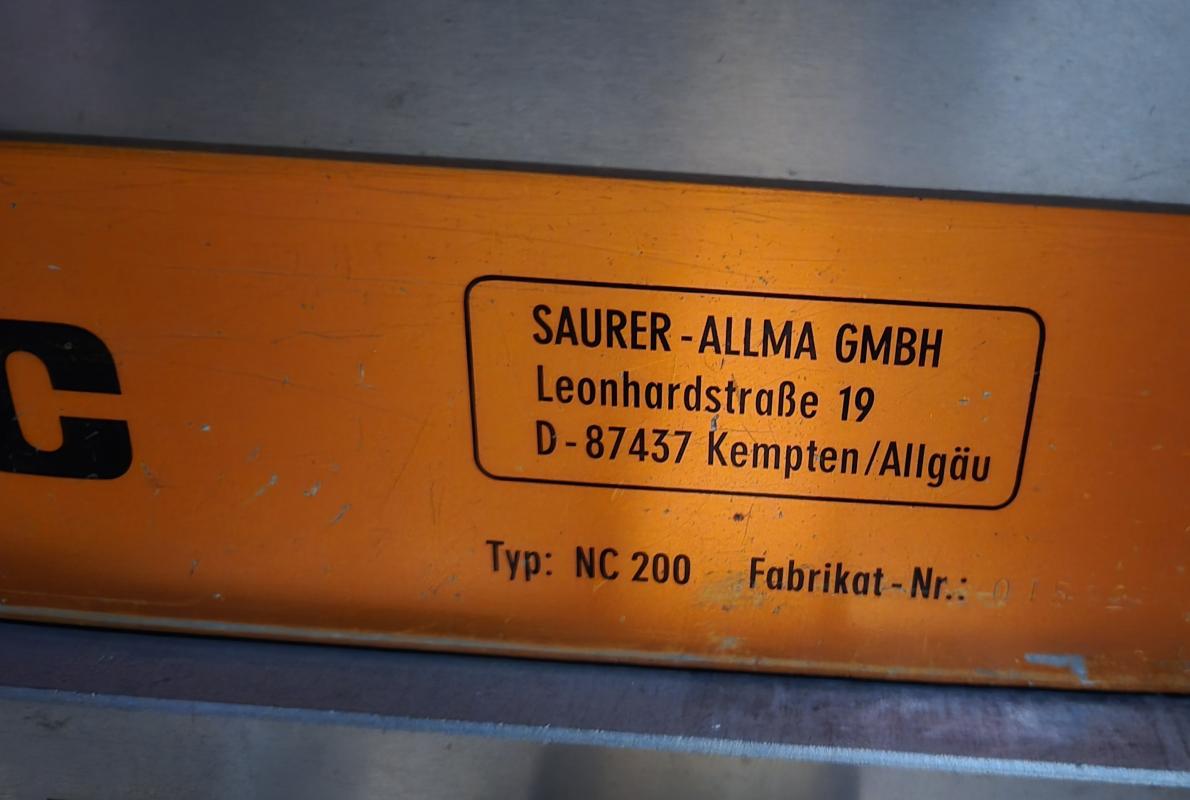 C
SAURER-ALLMA GMBH
Leonhardstraße 19
D-87437 Kempten/Allgäu
Typ: NC 200 Fabrikat-Nr.: